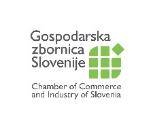 Gospodarska
zbornica
Slovenije
Chamber of Commerce
and Industry of Slovenia